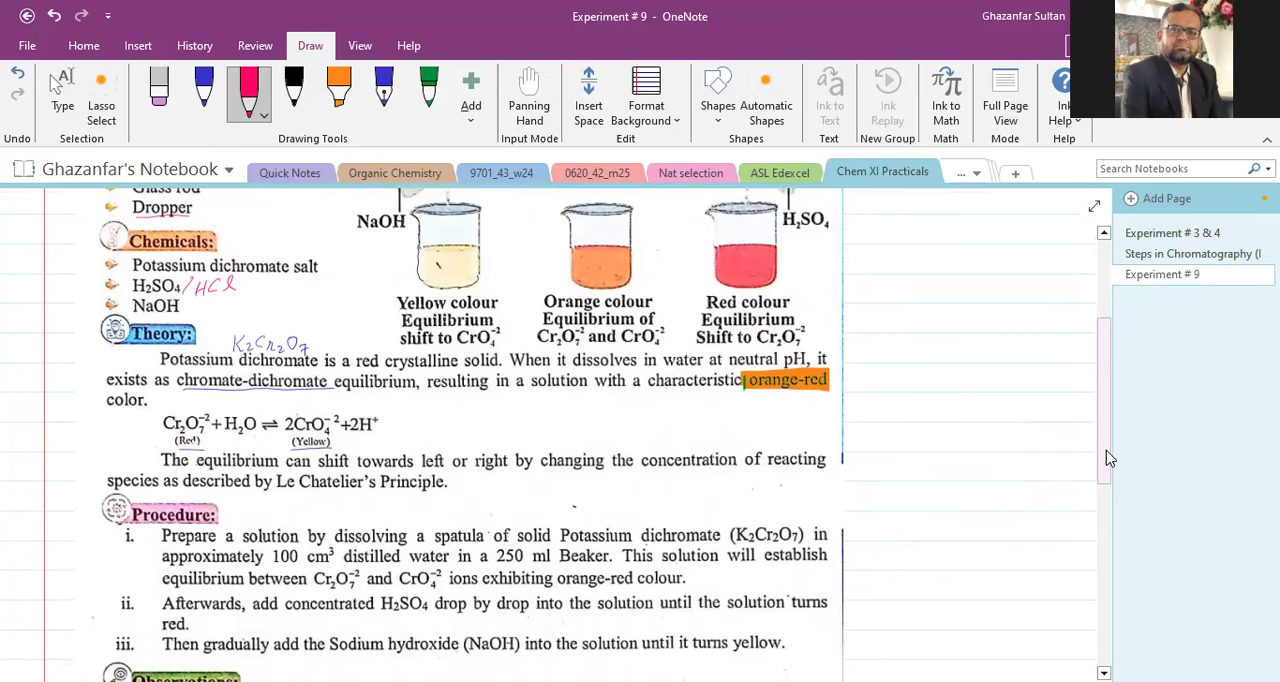 Experiment # 9 - OneNote
Ghazanfar Sultan
File Home Insert History Review Draw View Help
Type
Lasso Select
Add
Panning Hand
Insert Space
Format Background
Shapes
Automatic Shapes
Ink to Text
Ink Replay
Ink to Math
Full Page View
Ink Help
Undo
Selection
Drawing Tools
Input Mode
Edit
Shapes
Text
New Group
Math
Mode
Help
Ghazanfar's Notebook
Quick Notes
Organic Chemistry
9701_43_w24
0620_42_m25
Nat selection
ASL Edexcel
Chem XI Practicals
...
Search Notebooks
Add Page
Experiment # 3 & 4
Steps in Chromatography (I
Experiment # 9
Glass rod
Dropper
Chemicals:
Potassium dichromate salt
H₂SO₄ /HCl
NaOH
NaOH
H₂SO₄
Yellow colour
Equilibrium
shift to CrO₄⁻²
Orange colour
Equilibrium of
Cr₂O₇⁻² and CrO₄⁻²
Red colour
Equilibrium
Shift to Cr₂O₇⁻²
Theory:
K₂Cr₂O₇
Potassium dichromate is a red crystalline solid. When it dissolves in water at neutral pH, it
exists as chromate-dichromate equilibrium, resulting in a solution with a characteristic orange-red
color.
Cr₂O₇⁻² + H₂O ⇌ 2CrO₄⁻² + 2H⁺
(Red) (Yellow)
The equilibrium can shift towards left or right by changing the concentration of reacting
species as described by Le Chatelier's Principle.
Procedure:
i. Prepare a solution by dissolving a spatula of solid Potassium dichromate (K₂Cr₂O₇) in
approximately 100 cm³ distilled water in a 250 ml Beaker. This solution will establish
equilibrium between Cr₂O₇⁻² and CrO₄⁻² ions exhibiting orange-red colour.
ii. Afterwards, add concentrated H₂SO₄ drop by drop into the solution until the solution turns
red.
iii. Then gradually add the Sodium hydroxide (NaOH) into the solution until it turns yellow.
Observations: